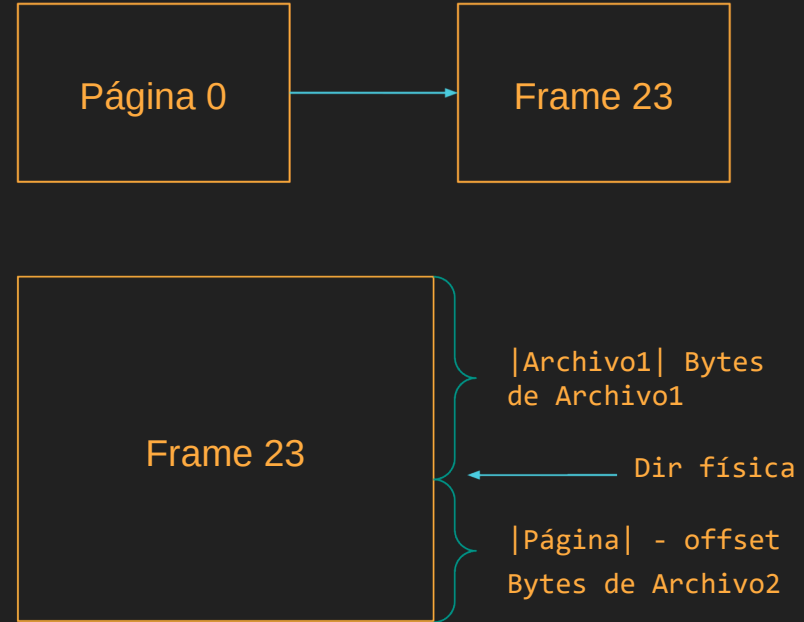 Página 0
Frame 23
Frame 23
|Archivo1| Bytes
de Archivo1
Dir física
|Página| - offset
Bytes de Archivo2